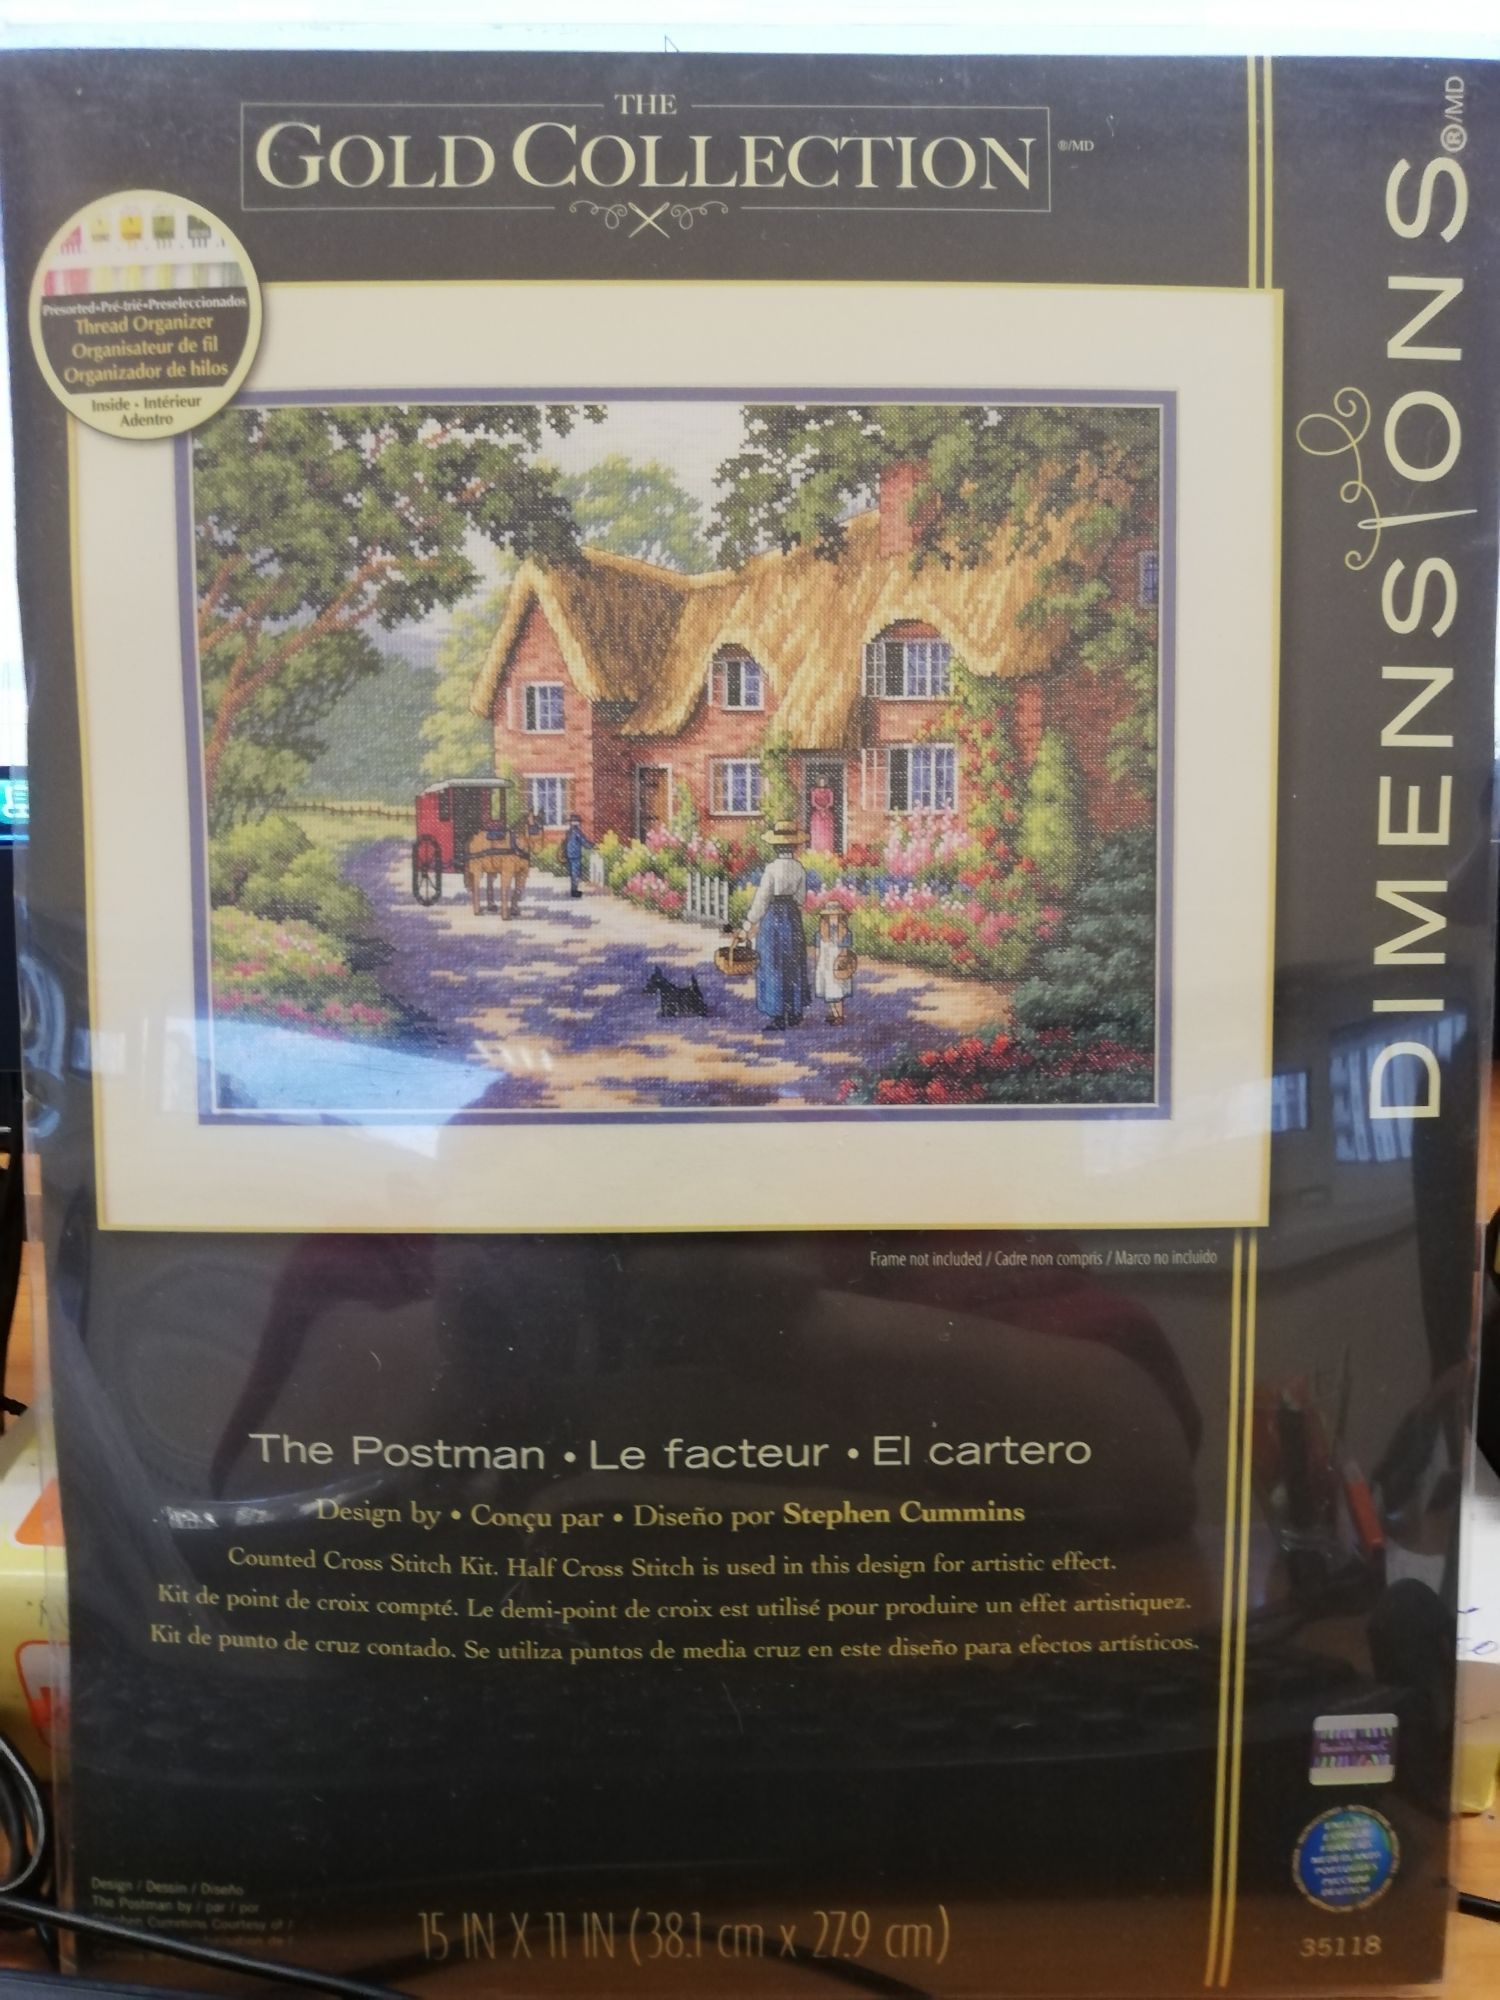 THE
GOLD COLLECTION ®/MD
DIMENSIONS®/MD
Presorted•Pré-trié•Preseleccionados
Thread Organizer
Organisateur de fil
Organizador de hilos
Inside • Intérieur
Adentro
Frame not included / Cadre non compris / Marco no incluido
The Postman • Le facteur • El cartero
Design by • Conçu par • Diseño por Stephen Cummins
Counted Cross Stitch Kit. Half Cross Stitch is used in this design for artistic effect.
Kit de point de croix compté. Le demi-point de croix est utilisé pour produire un effet artistiquez.
Kit de punto de cruz contado. Se utiliza puntos de media cruz en este diseño para efectos artísticos.
Design / Dessin / Diseño
The Postman by / par / por
Stephen Cummins Courtesy of /
15 IN X 11 IN (38.1 cm x 27.9 cm)
35118